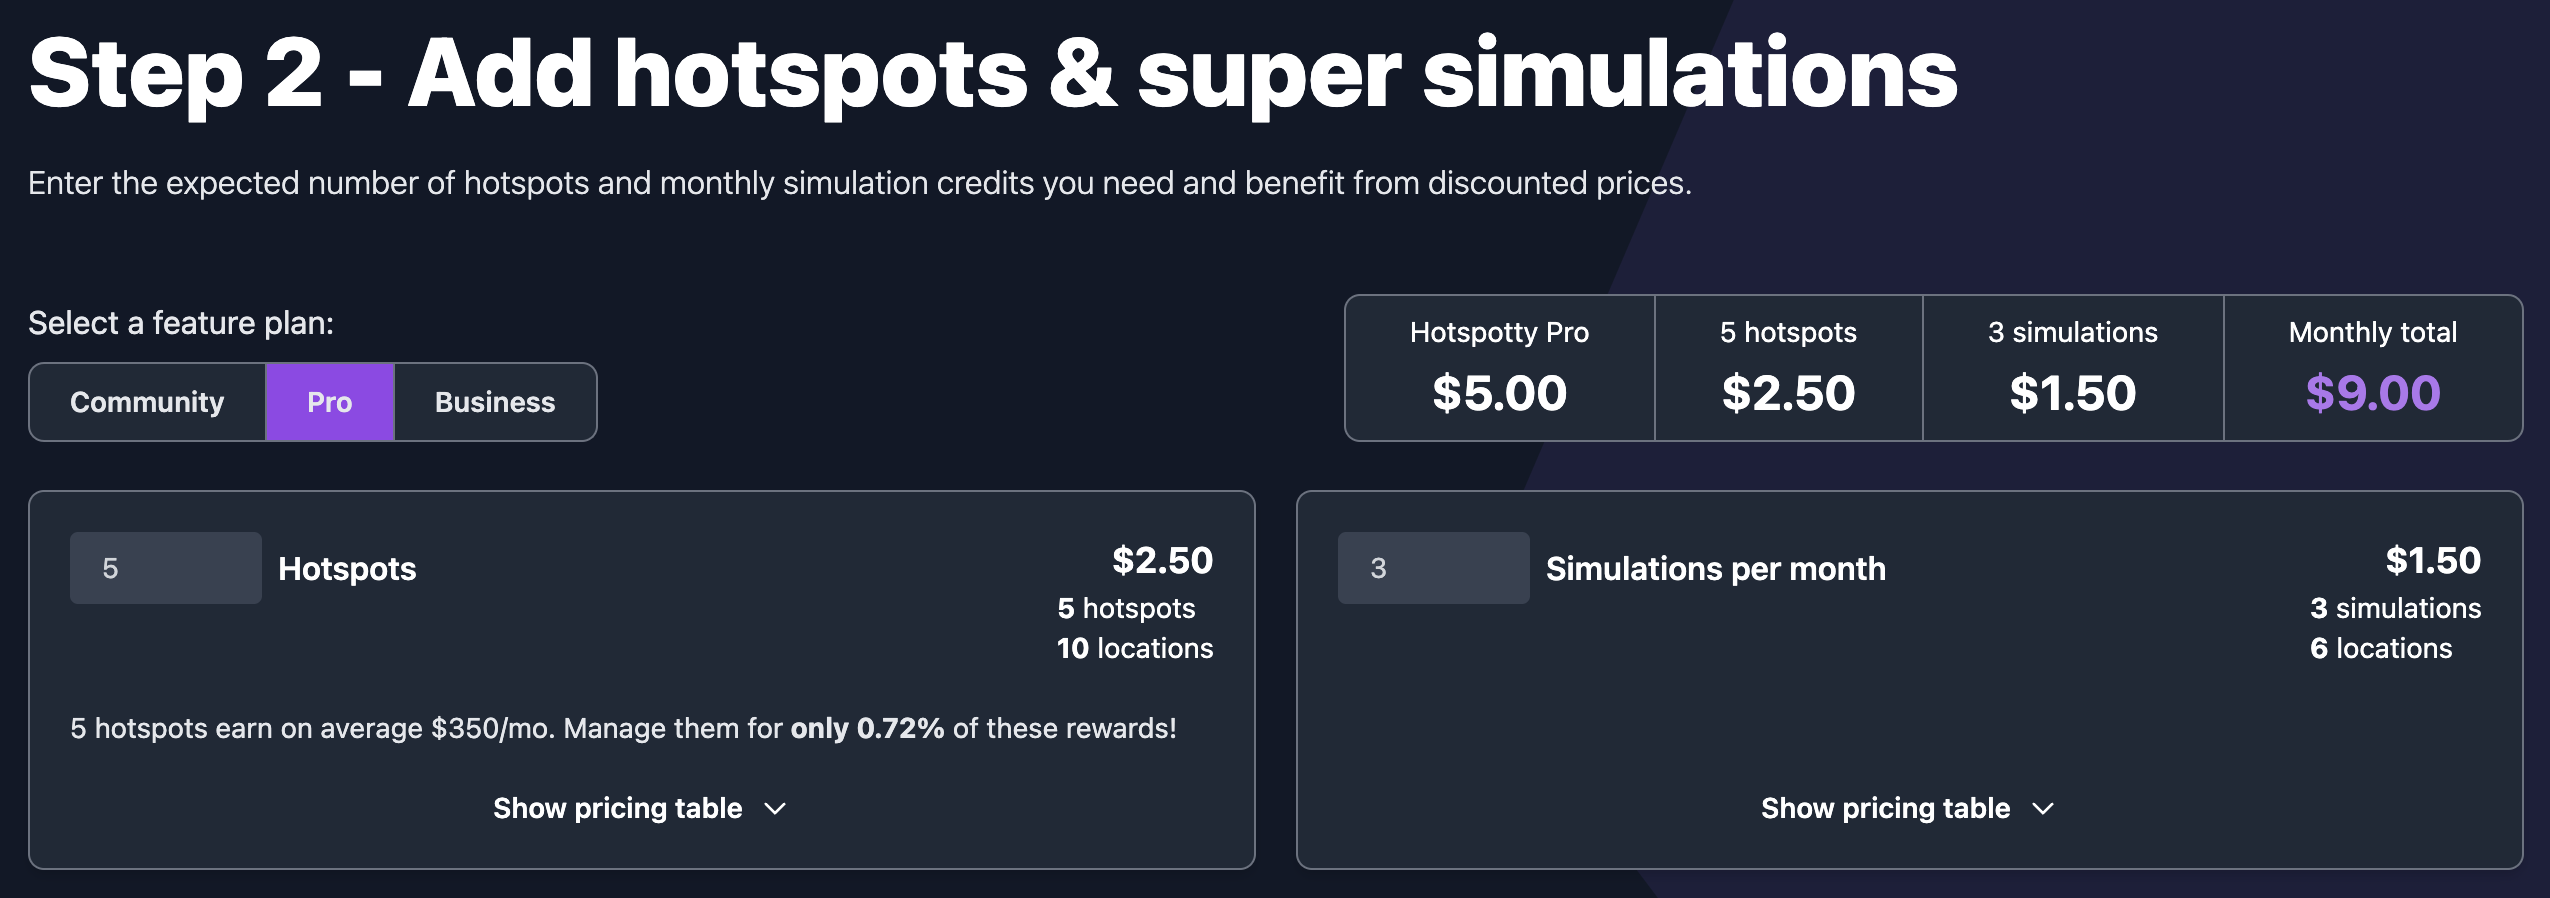 Step 2 - Add hotspots & super simulations
Enter the expected number of hotspots and monthly simulation credits you need and benefit from discounted prices.
Select a feature plan:
Community
Pro
Business
Hotspotty Pro
$5.00
5 hotspots
$2.50
3 simulations
$1.50
Monthly total
$9.00
5
Hotspots
$2.50
5 hotspots
10 locations
5 hotspots earn on average $350/mo. Manage them for only 0.72% of these rewards!
Show pricing table
3
Simulations per month
$1.50
3 simulations
6 locations
Show pricing table